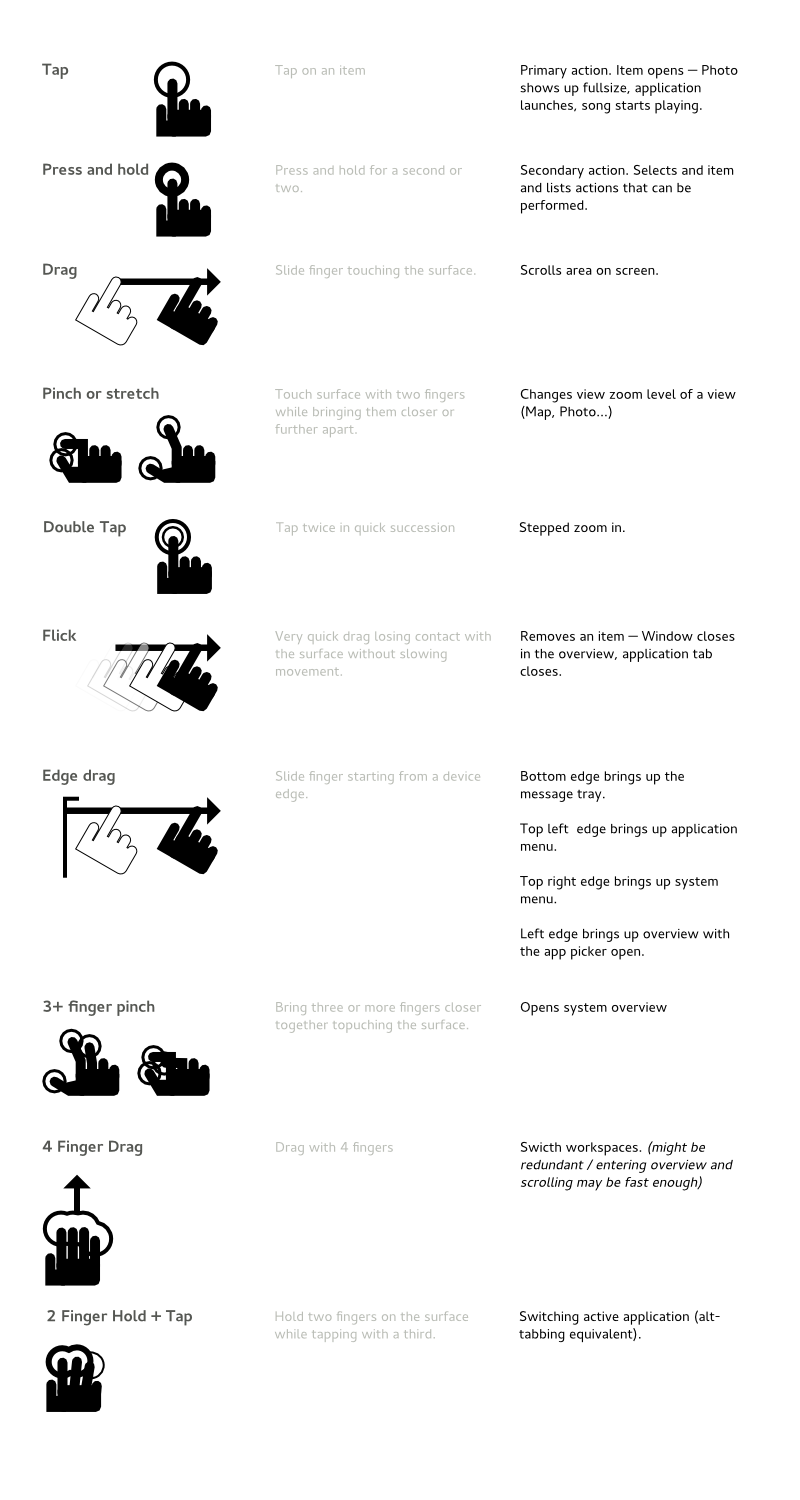 Tap
Tap on an item
Primary action. Item opens — Photo
shows up fullsize, application
launches, song starts playing.
Press and hold
Press and hold for a second or
two.
Secondary action. Selects and item
and lists actions that can be
performed.
Drag
Slide finger touching the surface.
Scrolls area on screen.
Pinch or stretch
Touch surface with two fingers
while bringing them closer or
further apart.
Changes view zoom level of a view
(Map, Photo...)
Double Tap
Tap twice in quick succession
Stepped zoom in.
Flick
Very quick drag losing contact with
the surface without slowing
movement.
Removes an item — Window closes
in the overview, application tab
closes.
Edge drag
Slide finger starting from a device
edge.
Bottom edge brings up the
message tray.
Top left  edge brings up application
menu.
Top right edge brings up system
menu.
Left edge brings up overview with
the app picker open.
3+ finger pinch
Bring three or more fingers closer
together topuching the surface.
Opens system overview
4 Finger Drag
Drag with 4 fingers
Swicth workspaces. (might be
redundant / entering overview and
scrolling may be fast enough)
2 Finger Hold + Tap
Hold two fingers on the surface
while tapping with a third.
Switching active application (alt-
tabbing equivalent).